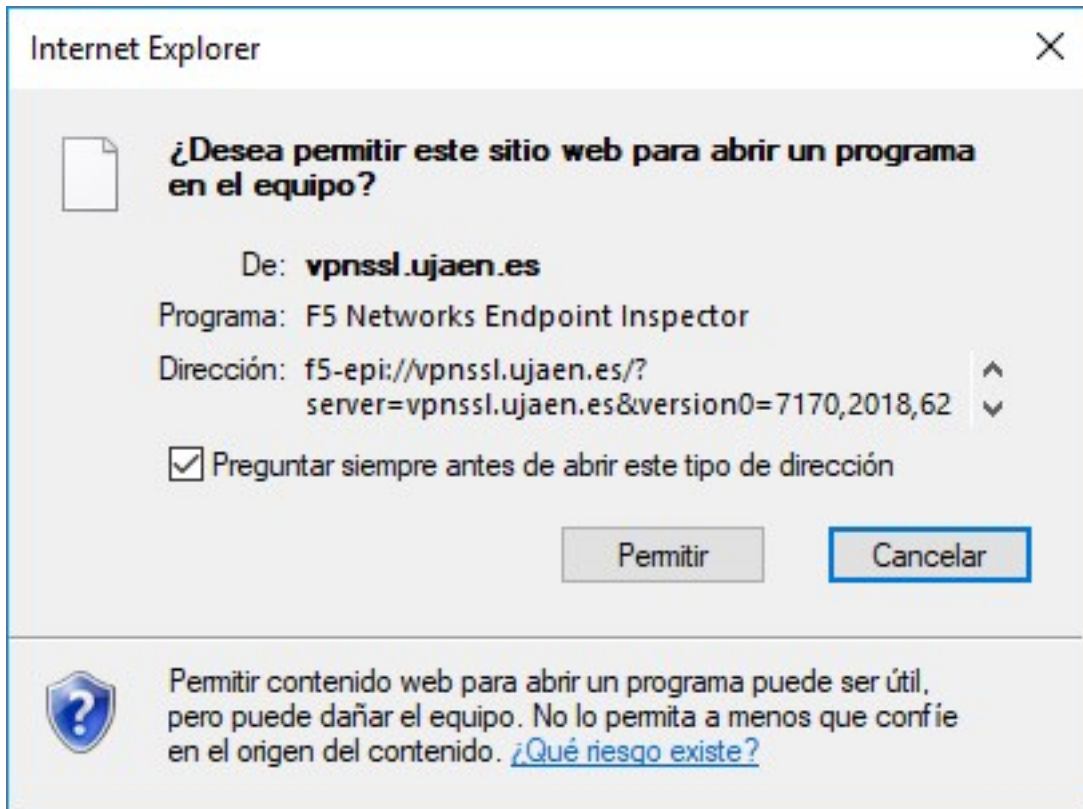 Internet Explorer
¿Desea permitir este sitio web para abrir un programa
en el equipo?
De: vpnssl.ujaen.es
Programa: F5 Networks Endpoint Inspector
Dirección: f5-epi://vpnssl.ujaen.es/?
server=vpnssl.ujaen.es&version0=7170,2018,62
Preguntar siempre antes de abrir este tipo de dirección
Permitir Cancelar
Permitir contenido web para abrir un programa puede ser útil,
pero puede dañar el equipo. No lo permita a menos que confíe
en el origen del contenido. ¿Qué riesgo existe?